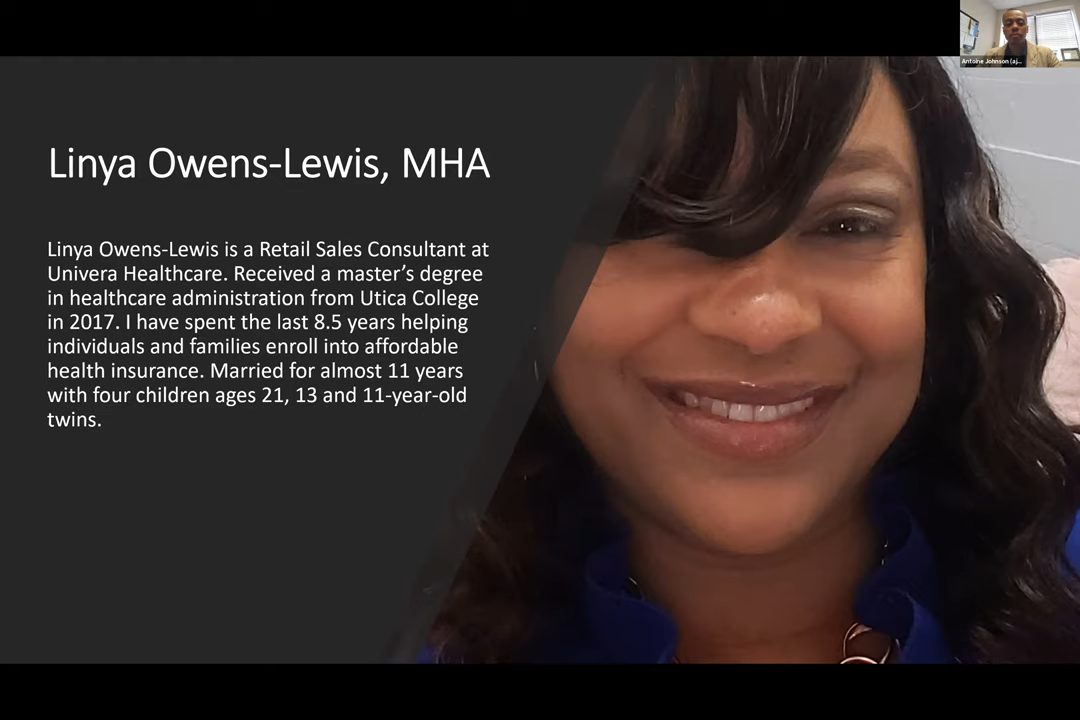 Linya Owens-Lewis, MHA
Linya Owens-Lewis is a Retail Sales Consultant at
Univera Healthcare. Received a master's degree
in healthcare administration from Utica College
in 2017. I have spent the last 8.5 years helping
individuals and families enroll into affordable
health insurance. Married for almost 11 years
with four children ages 21, 13 and 11-year-old
twins.
Antoine Johnson (aj...